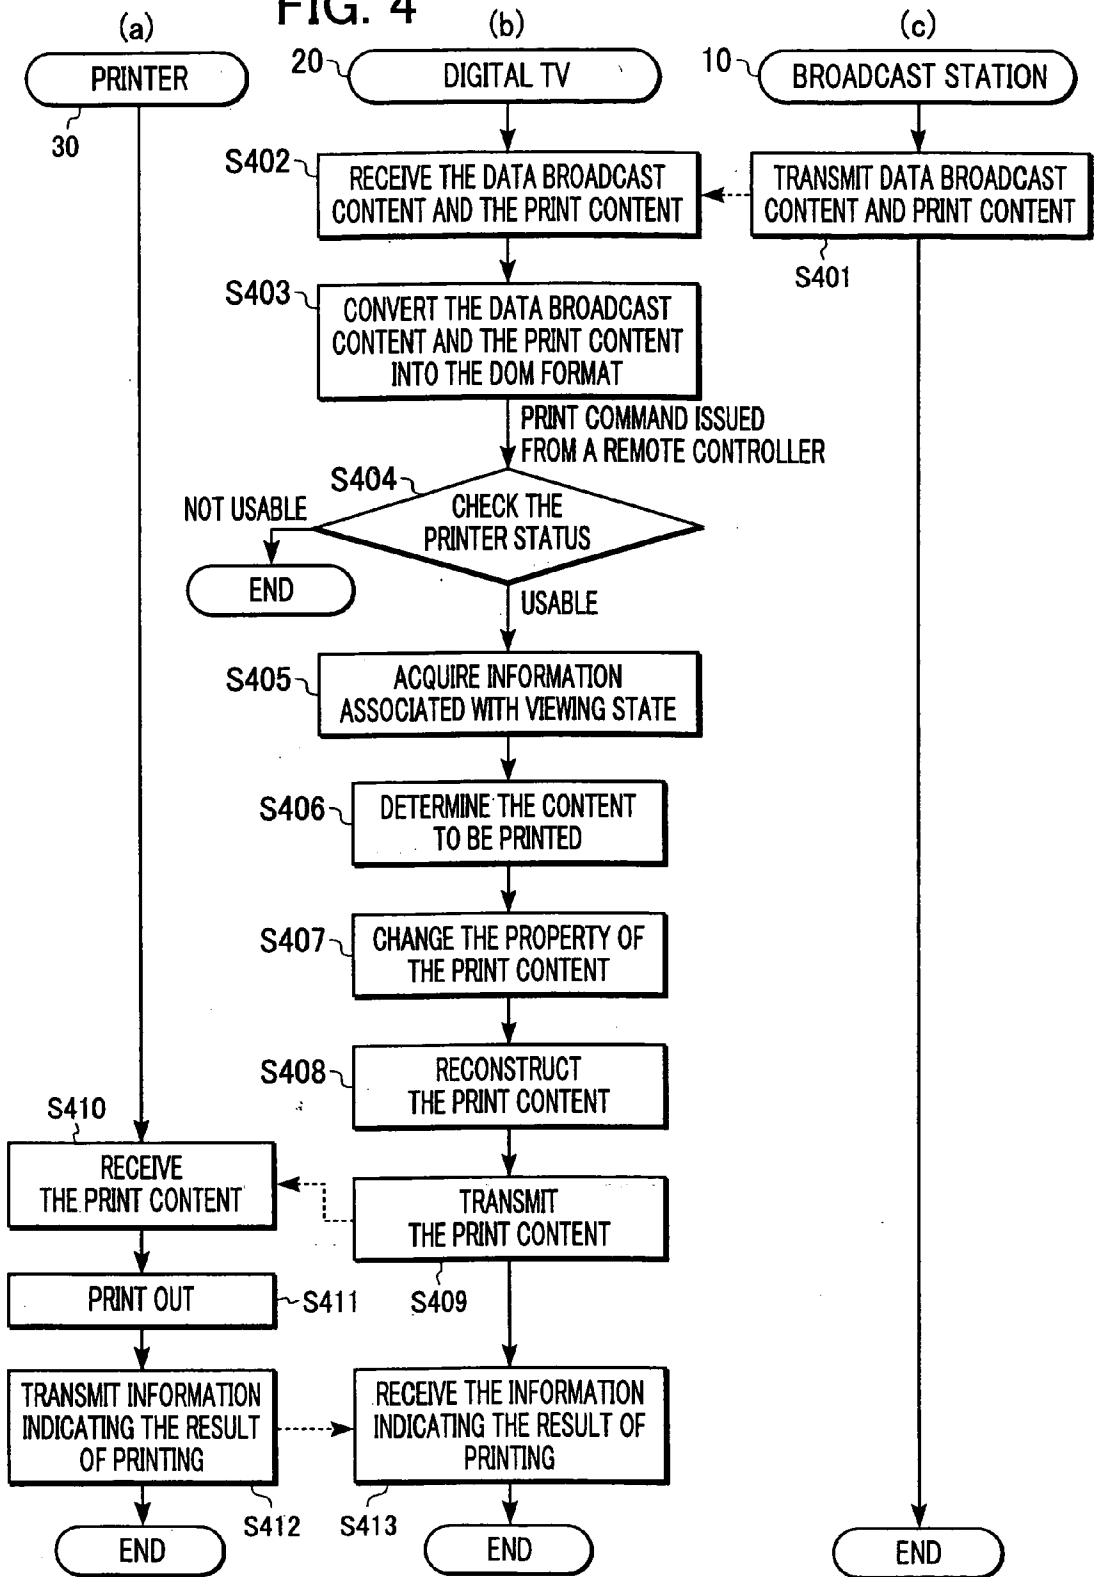 FIG. 4
(a)
(b)
(c)
PRINTER
30
20
DIGITAL TV
10
BROADCAST STATION
S402
RECEIVE THE DATA BROADCAST
CONTENT AND THE PRINT CONTENT
TRANSMIT DATA BROADCAST
CONTENT AND PRINT CONTENT
S401
S403
CONVERT THE DATA BROADCAST
CONTENT AND THE PRINT CONTENT
INTO THE DOM FORMAT
PRINT COMMAND ISSUED
FROM A REMOTE CONTROLLER
S404
CHECK THE
PRINTER STATUS
NOT USABLE
END
USABLE
S405
ACQUIRE INFORMATION
ASSOCIATED WITH VIEWING STATE
S406
DETERMINE THE CONTENT
TO BE PRINTED
S407
CHANGE THE PROPERTY OF
THE PRINT CONTENT
S408
RECONSTRUCT
THE PRINT CONTENT
S410
RECEIVE
THE PRINT CONTENT
TRANSMIT
THE PRINT CONTENT
S409
PRINT OUT
S411
TRANSMIT INFORMATION
INDICATING THE RESULT
OF PRINTING
S412
RECEIVE THE INFORMATION
INDICATING THE RESULT OF
PRINTING
S413
END
END
END